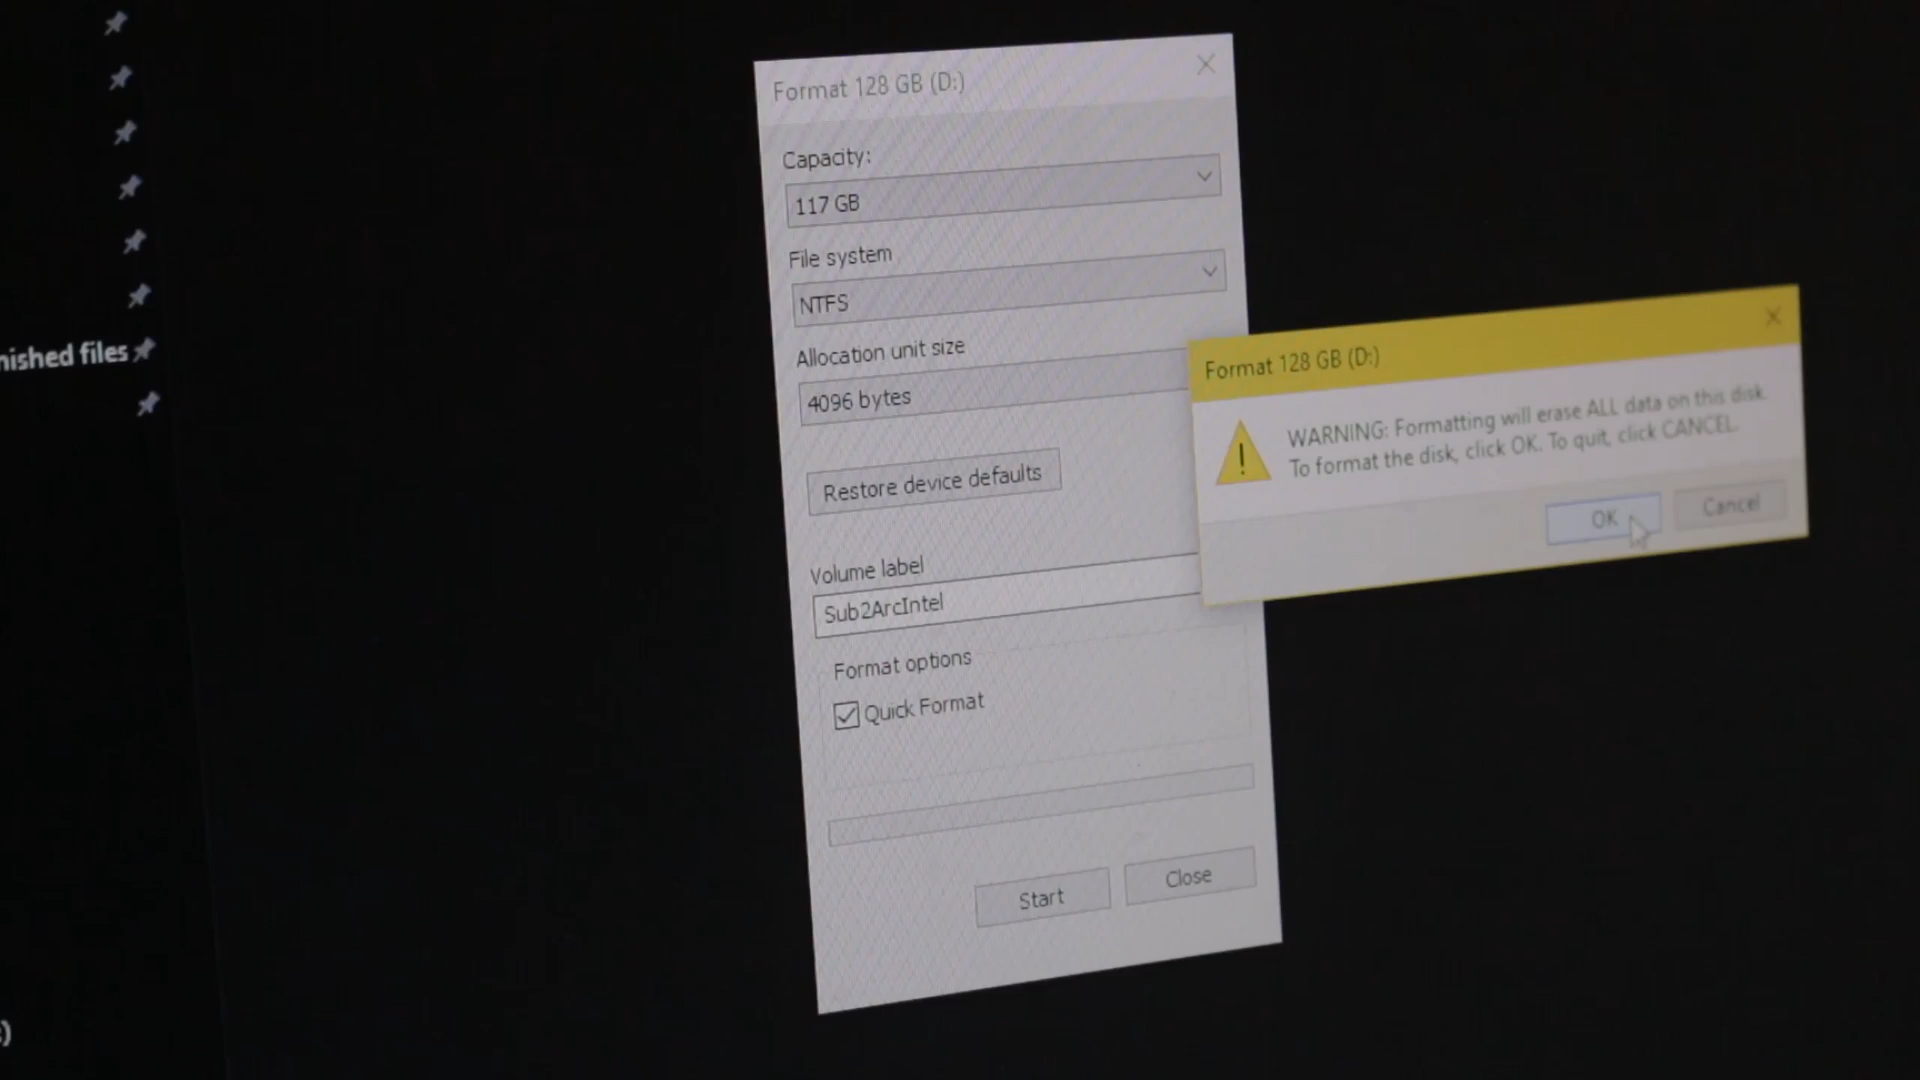 nished files
)
Format 128 GB (D:)
Capacity:
117 GB
File system
NTFS
Allocation unit size
4096 bytes
Restore device defaults
Volume label
Sub2ArcIntel
Format options
Quick Format
Start
Close
Format 128 GB (D:)
WARNING: Formatting will erase ALL data on this disk.
To format the disk, click OK. To quit, click CANCEL.
OK
Cancel